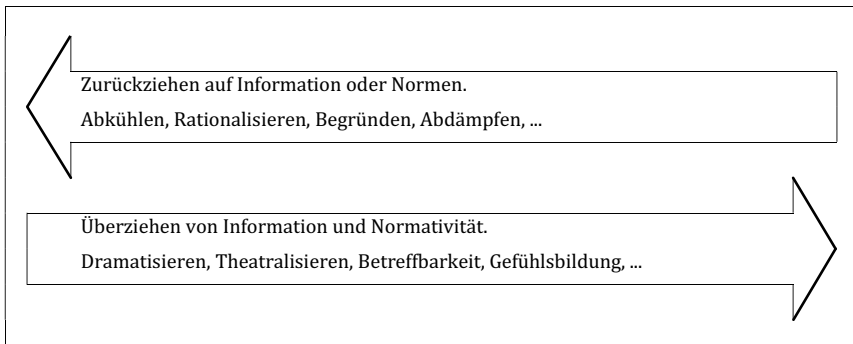 Zurückziehen auf Information oder Normen.
Abkühlen, Rationalisieren, Begründen, Abdämpfen, ...
Überziehen von Information und Normativität.
Dramatisieren, Theatralisieren, Betreffbarkeit, Gefühlsbildung, ...